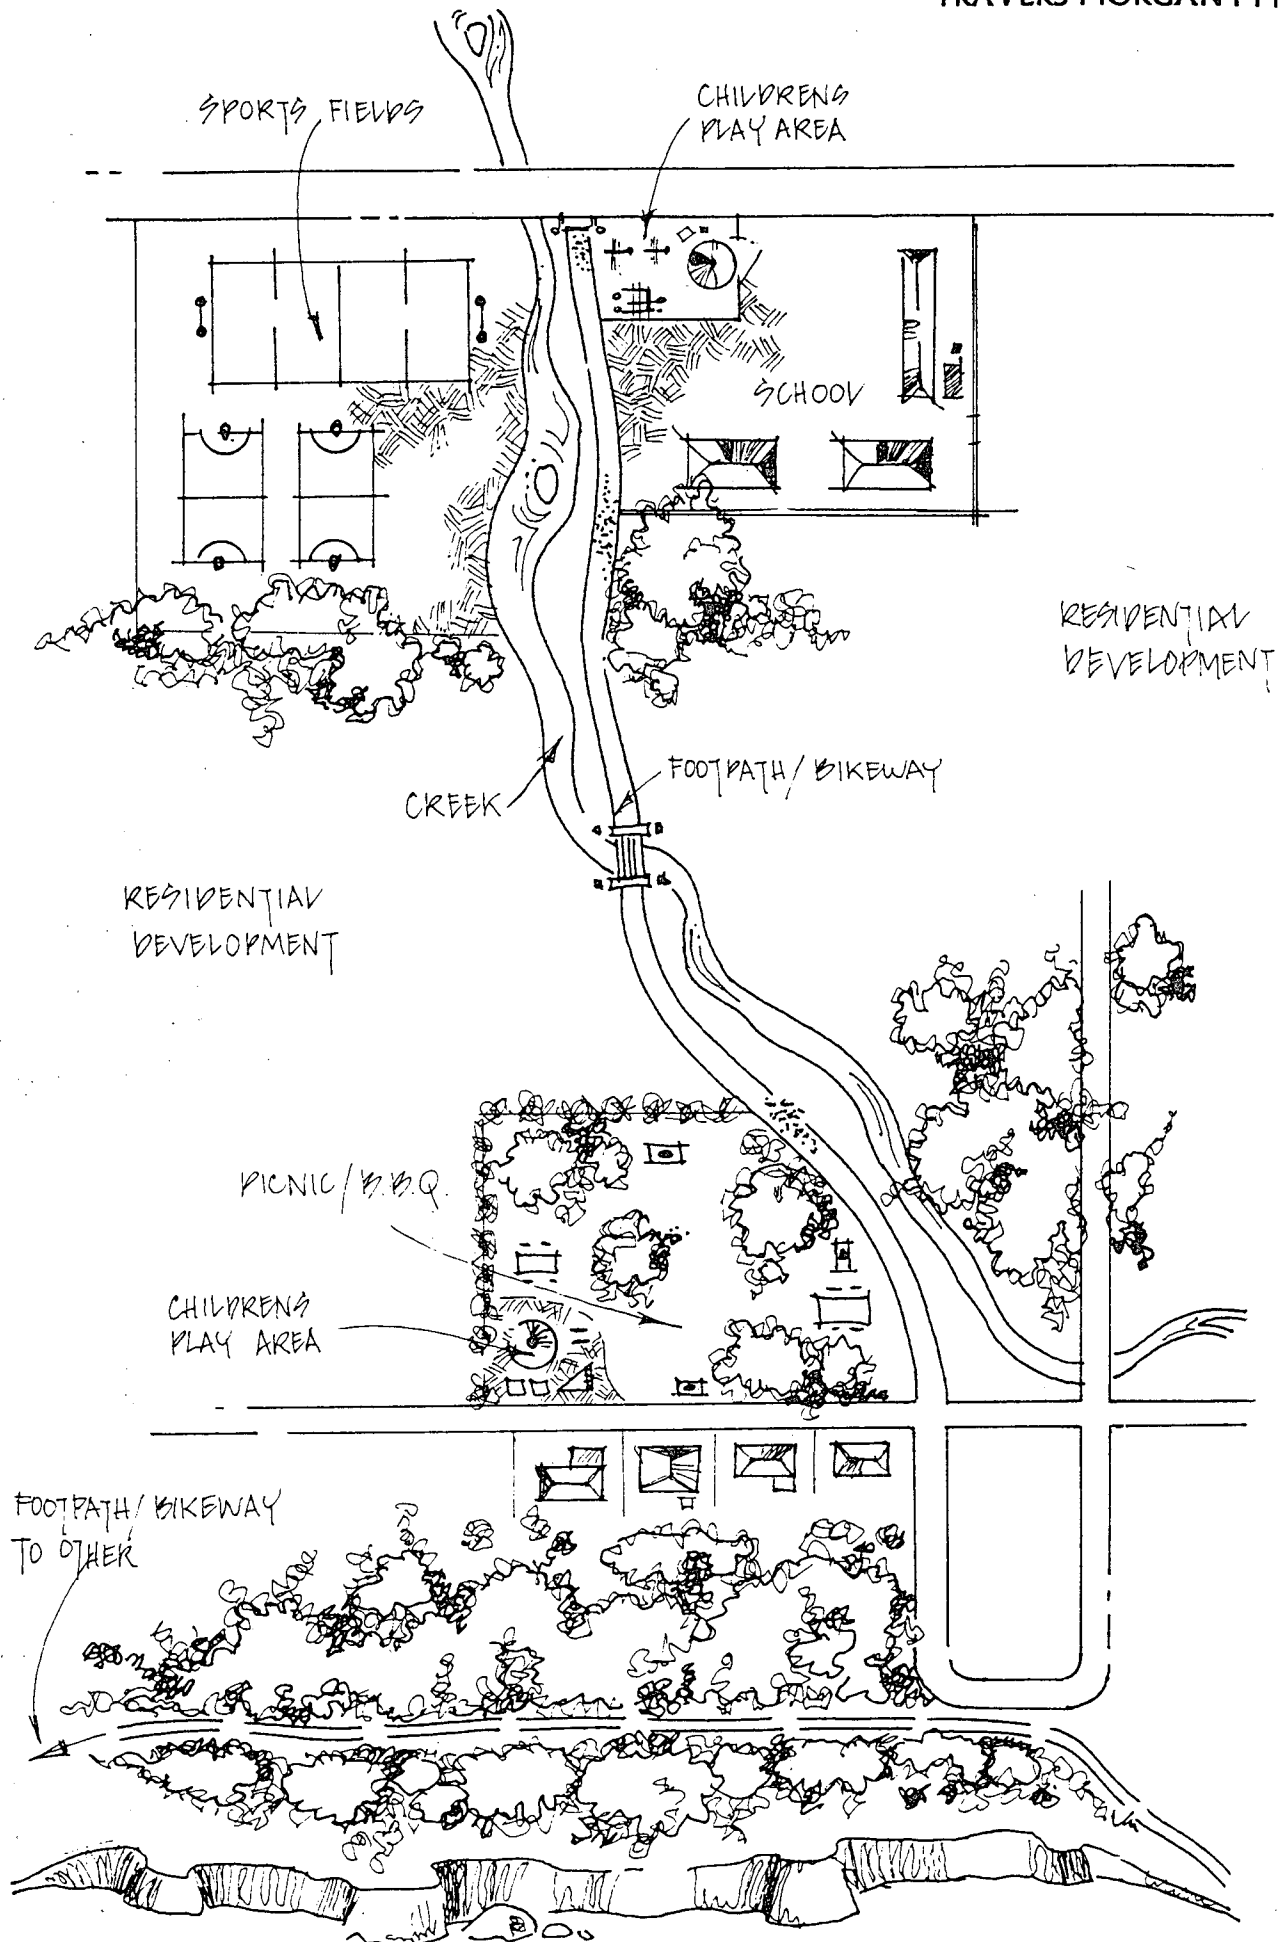 TRAVERS MORGAN
SPORTS FIELDS
CHILDRENS
PLAY AREA
SCHOOL
RESIDENTIAL
DEVELOPMENT
FOOTPATH / BIKEWAY
CREEK
RESIDENTIAL
DEVELOPMENT
PICNIC / B.B.Q.
CHILDRENS
PLAY AREA
FOOTPATH / BIKEWAY
TO OTHER